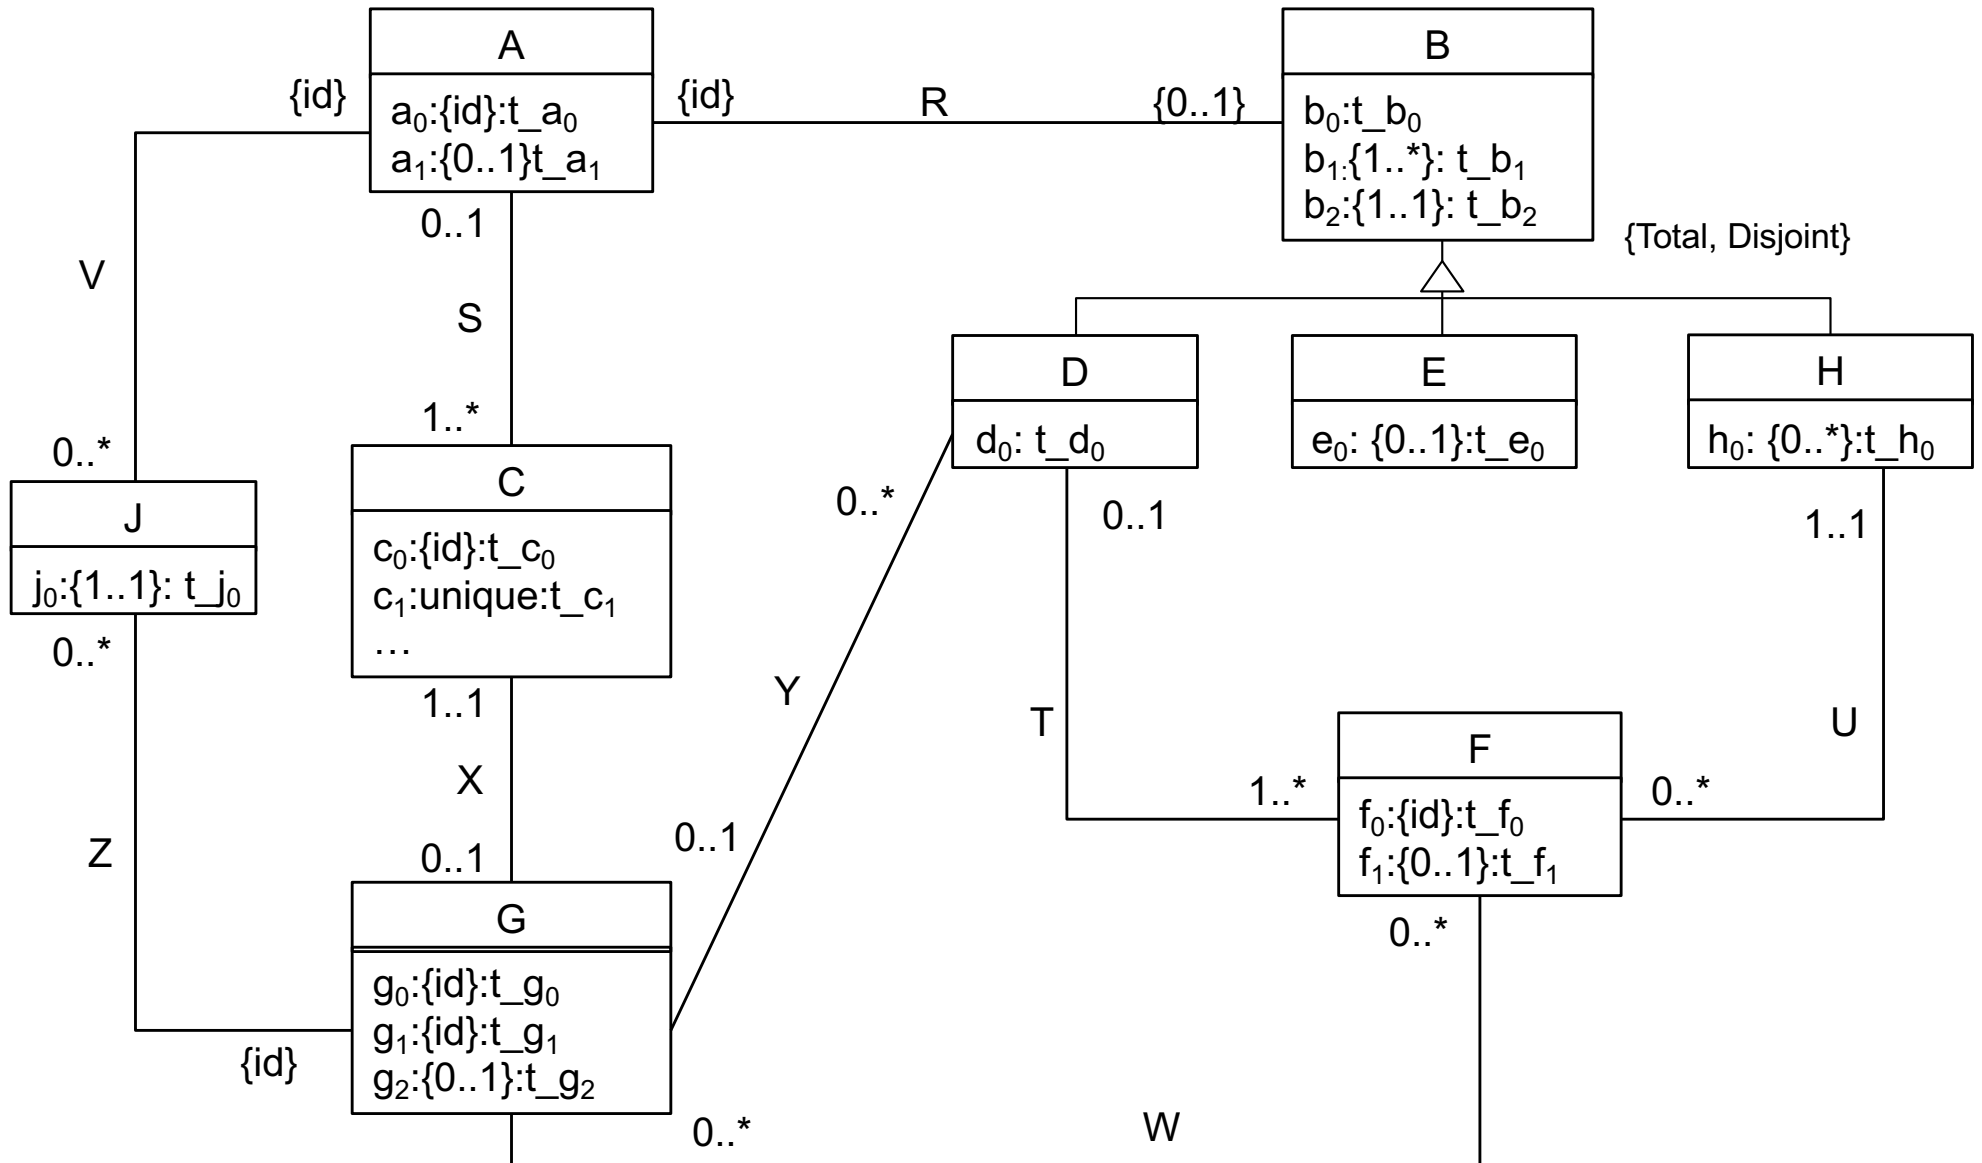 A
a₀:{id}:t_a₀
a₁:{0..1}t_a₁
B
b₀:t_b₀
b₁:{1..*}: t_b₁
b₂:{1..1}: t_b₂
{id}
{id}
R
{0..1}
{Total, Disjoint}
0..1
V
S
1..*
0..*
D
d₀: t_d₀
E
e₀: {0..1}:t_e₀
H
h₀: {0..*}:t_h₀
J
j₀:{1..1}: t_j₀
C
c₀:{id}:t_c₀
c₁:unique:t_c₁
…
0..*
0..1
1..1
0..*
1..1
Y
T
U
X
Z
0..1
0..1
1..*
0..*
F
f₀:{id}:t_f₀
f₁:{0..1}:t_f₁
0..*
G
g₀:{id}:t_g₀
g₁:{id}:t_g₁
g₂:{0..1}:t_g₂
{id}
0..*
W